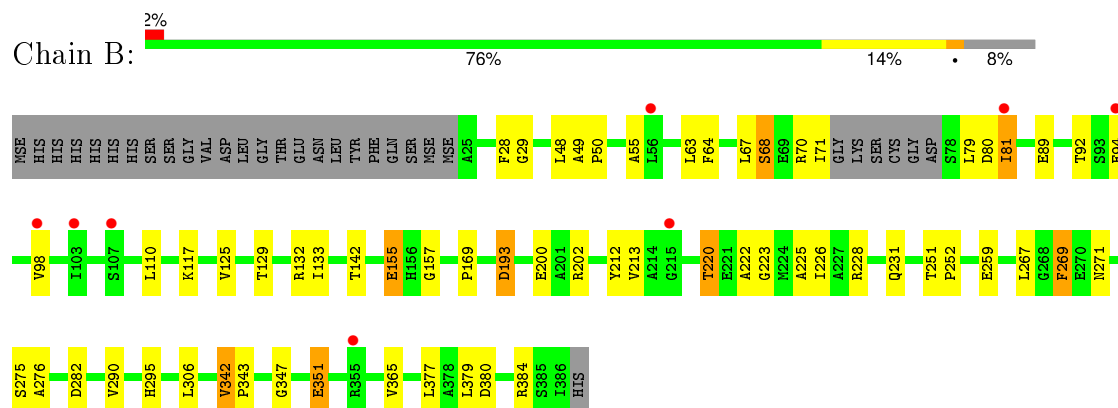 2%
Chain B:
76% 14% • 8%
MSE HIS HIS HIS HIS HIS HIS SER SER GLY VAL ASP LEU GLY THR GLU ASN LEU TYR PHE GLN SER MSE MSE A25 F28 G29 L48 A49 P50 A55 L56 L63 F64 L67 S68 E69 R70 I71 GLY LYS SER CYS GLY ASP S78 L79 D80 I81 E89 T92 S93
V98 I103 S107 L110 K117 V125 T129 R132 I133 T142 E155 H156 G157 P169 D193 E200 A201 R202 Y212 V213 A214 G215 T220 E221 A222 G223 M224 A225 I226 A227 R228 Q231 T251 P252 E259 L267 G268 F269 E270 N271
S275 A276 D282 V290 H295 L306 V342 P343 G347 E351 R355 V365 L377 A378 L379 D380 R384 S385 I386 HIS